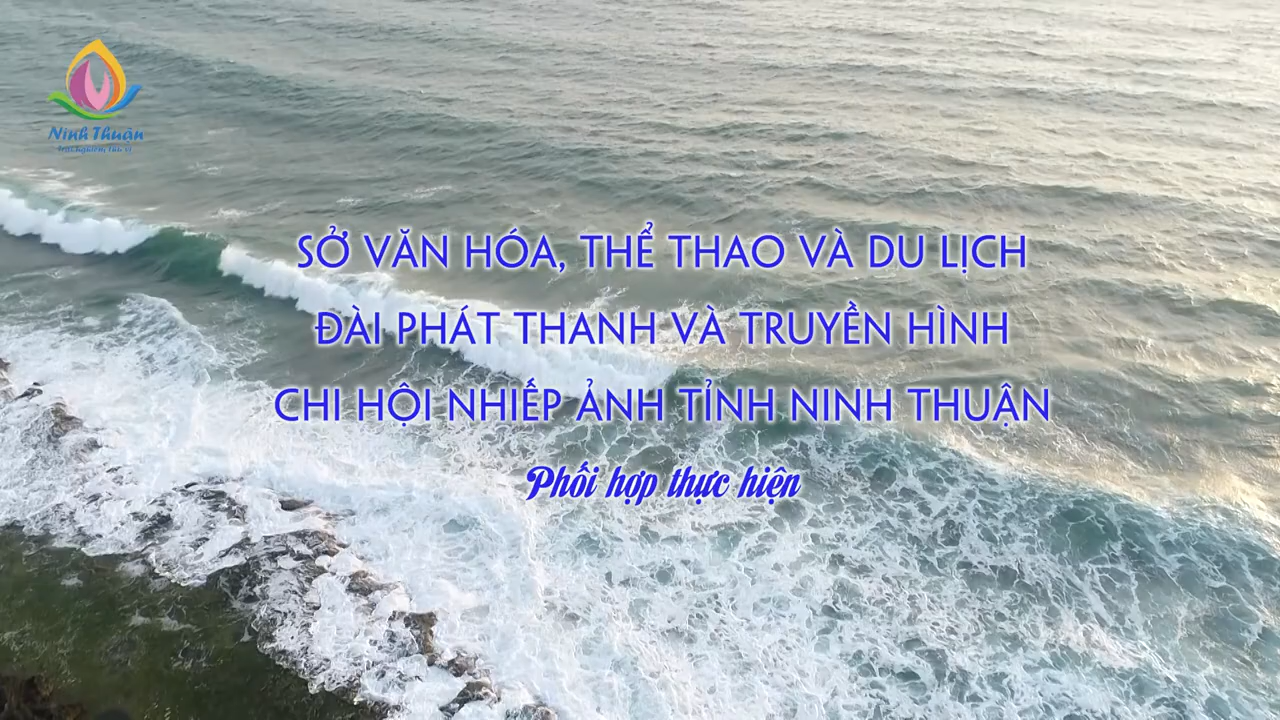 Ninh Thuận
SỞ VĂN HÓA, THỂ THAO VÀ DU LỊCH
ĐÀI PHÁT THANH VÀ TRUYỀN HÌNH
CHI HỘI NHIẾP ẢNH TỈNH NINH THUẬN
Phối hợp thực hiện